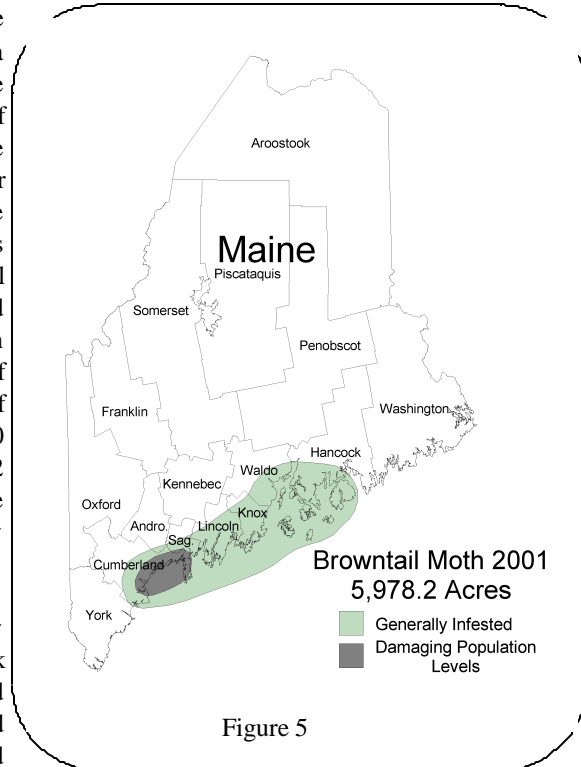 Aroostook
Maine
Piscataquis
Somerset
Penobscot
Franklin
Washington
Hancock
Waldo
Kennebec
Oxford
Knox
Andro.
Lincoln
Sag.
Cumberland
York
Browntail Moth 2001
5,978.2 Acres
Generally Infested
Damaging Population
Levels
Figure 5